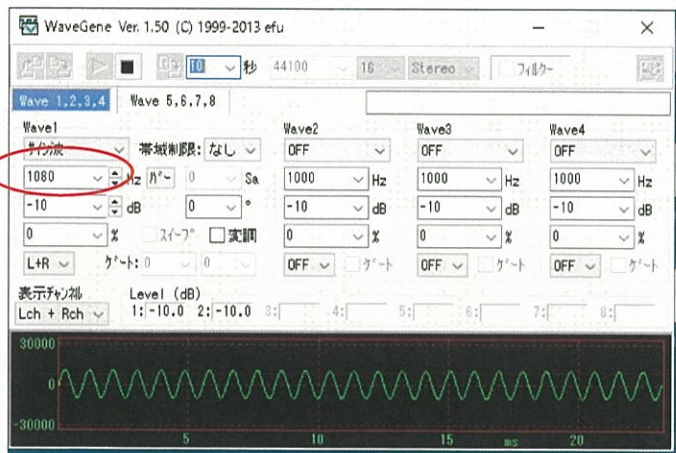 WaveGene Ver. 1.50 (C) 1999-2013 efu
10 秒 44100 16ビット Stereo フィルター
Wave 1,2,3,4 Wave 5,6,7,8
Wave1 Wave2 Wave3 Wave4
サイン波 帯域制限: なし OFF OFF OFF
1080 Hz バー 0 Sa 1000 Hz 1000 Hz 1000 Hz
-10 dB 0 ° -10 dB -10 dB -10 dB
0 % スイープ 変調 0 % 0 % 0 %
L+R ゲート: 0 0 OFF ゲート OFF ゲート OFF ゲート
表示チャンネル Level (dB)
Lch + Rch 1: -10.0 2: -10.0 3: 4: 5: 6: 7: 8:
30000
0
-30000
5 10 15 ms 20